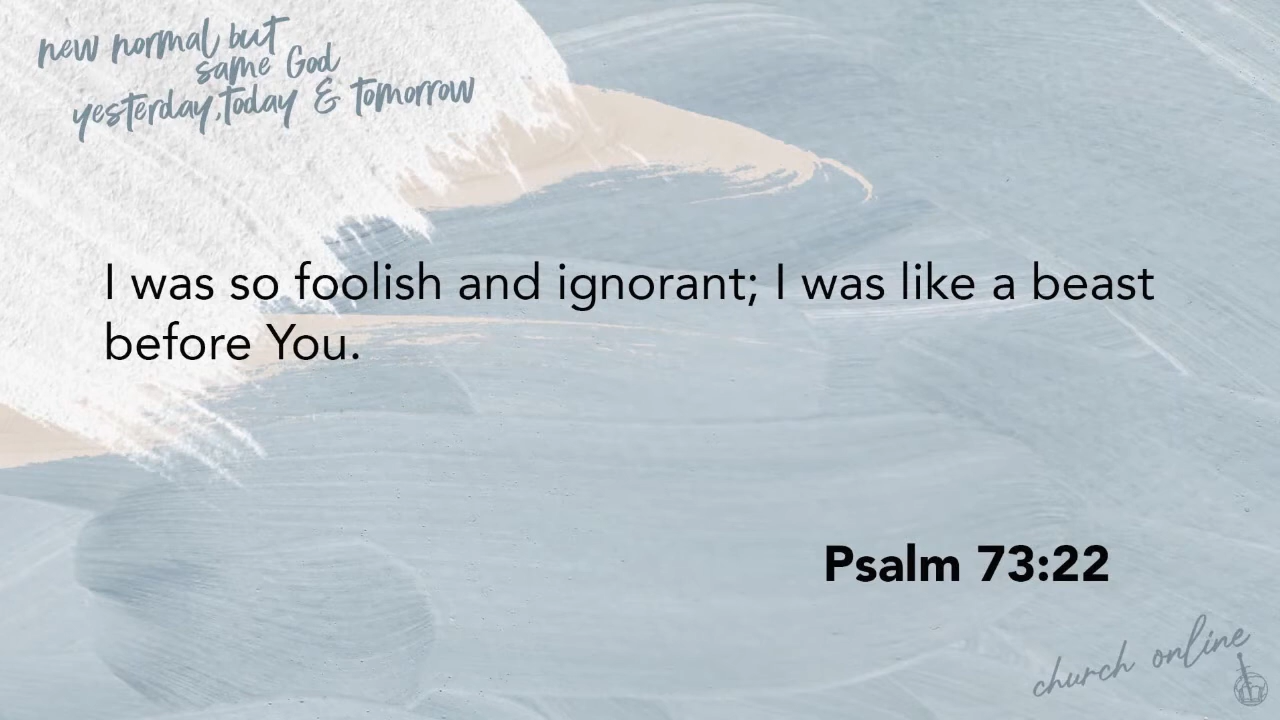 new normal but
same God
yesterday,today & tomorrow
I was so foolish and ignorant; I was like a beast
before You.
Psalm 73:22
church online